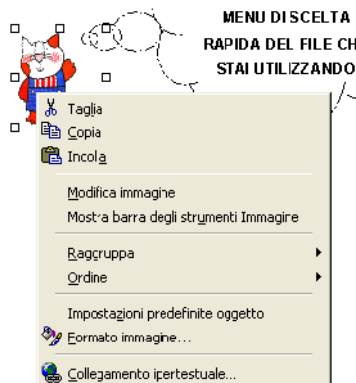 MENU DI SCELTA
RAPIDA DEL FILE CH
STAI UTILIZZANDO
Taglia
Copia
Incolla
Modifica immagine
Mostra barra degli strumenti Immagine
Raggruppa
Ordine
Impostazioni predefinite oggetto
Formato immagine...
Collegamento ipertestuale...